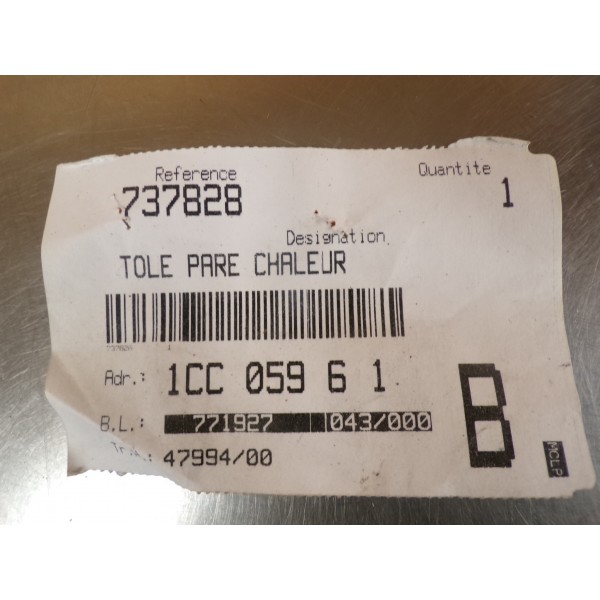 Reference Quantite
737828 1
Designation
TOLE PARE CHALEUR
737828
Adr.: 1CC 059 6 1
B.L.: 771927 043/000
47994/00
B
MCLP